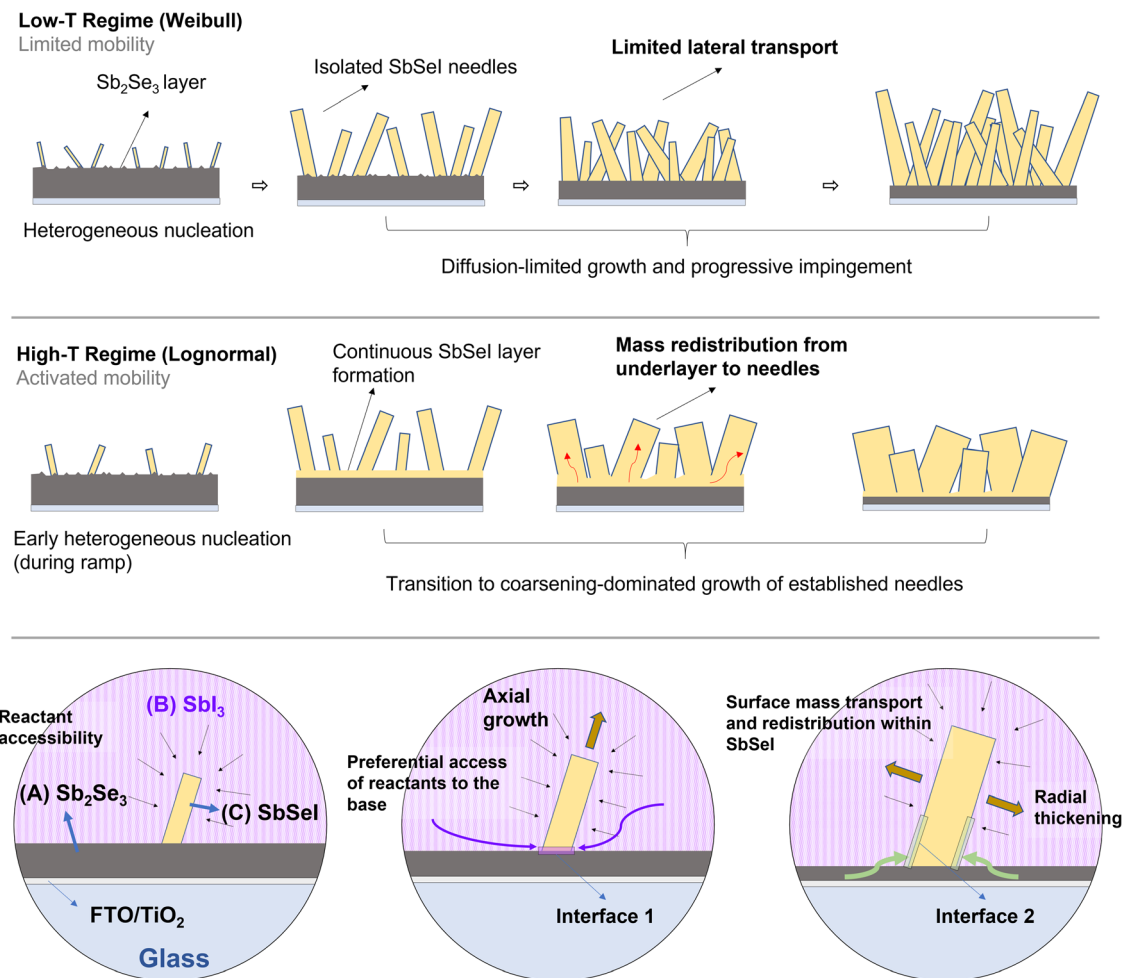 Low-T Regime (Weibull)
Limited mobility
Sb₂Se₃ layer
Isolated SbSeI needles
Limited lateral transport
⇨
⇨
⇨
Heterogeneous nucleation
Diffusion-limited growth and progressive impingement
High-T Regime (Lognormal)
Activated mobility
Continuous SbSeI layer
formation
Mass redistribution from
underlayer to needles
Early heterogeneous nucleation
(during ramp)
Transition to coarsening-dominated growth of established needles
(B) SbI₃
Reactant
accessibility
(A) Sb₂Se₃
(C) SbSeI
FTO/TiO₂
Glass
Axial
growth
Preferential access
of reactants to the
base
Interface 1
Surface mass transport
and redistribution within
SbSeI
Radial
thickening
Interface 2